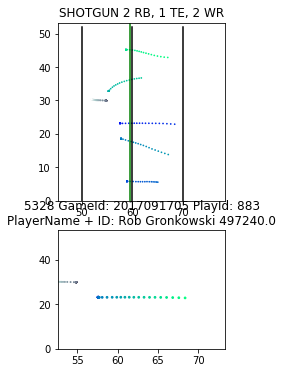 SHOTGUN 2 RB, 1 TE, 2 WR
50
40
30
20
10
0
50 60 70
5328 GameId: 2017091705 PlayId: 883
PlayerName + ID: Rob Gronkowski 497240.0
40
20
0
55 60 65 70